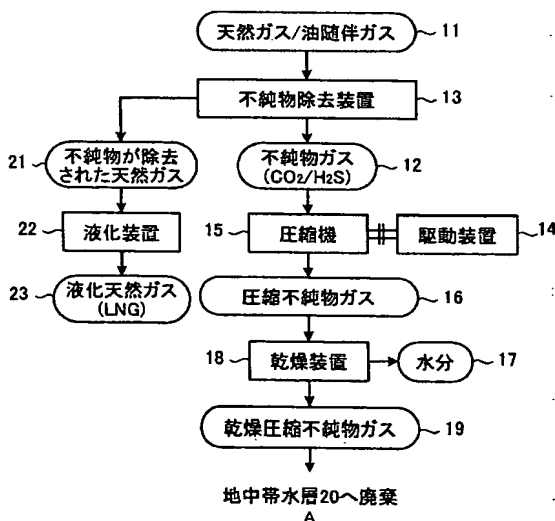 天然ガス/油随伴ガス 11
不純物除去装置 13
21 不純物が除去
された天然ガス
不純物ガス 12
(CO2/H2S)
22 液化装置
15 圧縮機
駆動装置 14
23 液化天然ガス
(LNG)
圧縮不純物ガス 16
18 乾燥装置
水分 17
乾燥圧縮不純物ガス 19
地中帯水層20へ廃棄
A